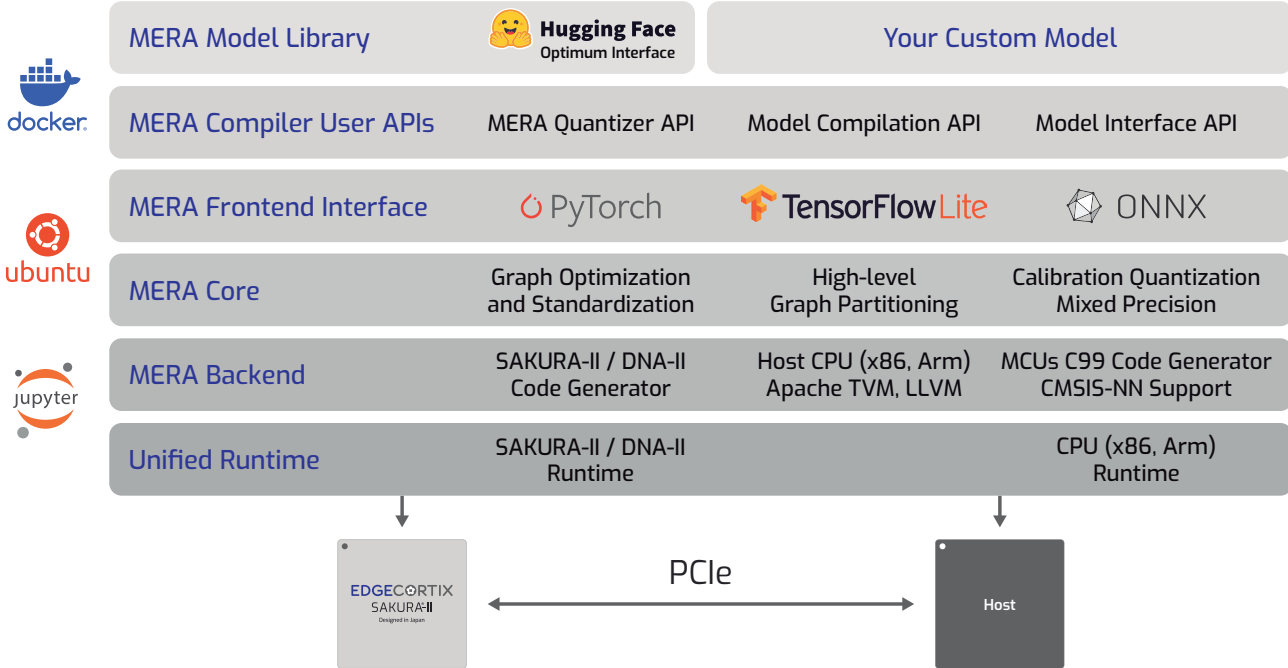 MERA Model Library
Hugging Face
Optimum Interface
Your Custom Model
docker
MERA Compiler User APIs
MERA Quantizer API
Model Compilation API
Model Interface API
MERA Frontend Interface
PyTorch
TensorFlow Lite
ONNX
ubuntu
MERA Core
Graph Optimization
and Standardization
High-level
Graph Partitioning
Calibration Quantization
Mixed Precision
MERA Backend
SAKURA-II / DNA-II
Code Generator
Host CPU (x86, Arm)
Apache TVM, LLVM
MCUs C99 Code Generator
CMSIS-NN Support
jupyter
Unified Runtime
SAKURA-II / DNA-II
Runtime
CPU (x86, Arm)
Runtime
EDGECORTIX
SAKURA-II
Designed in Japan
PCIe
Host